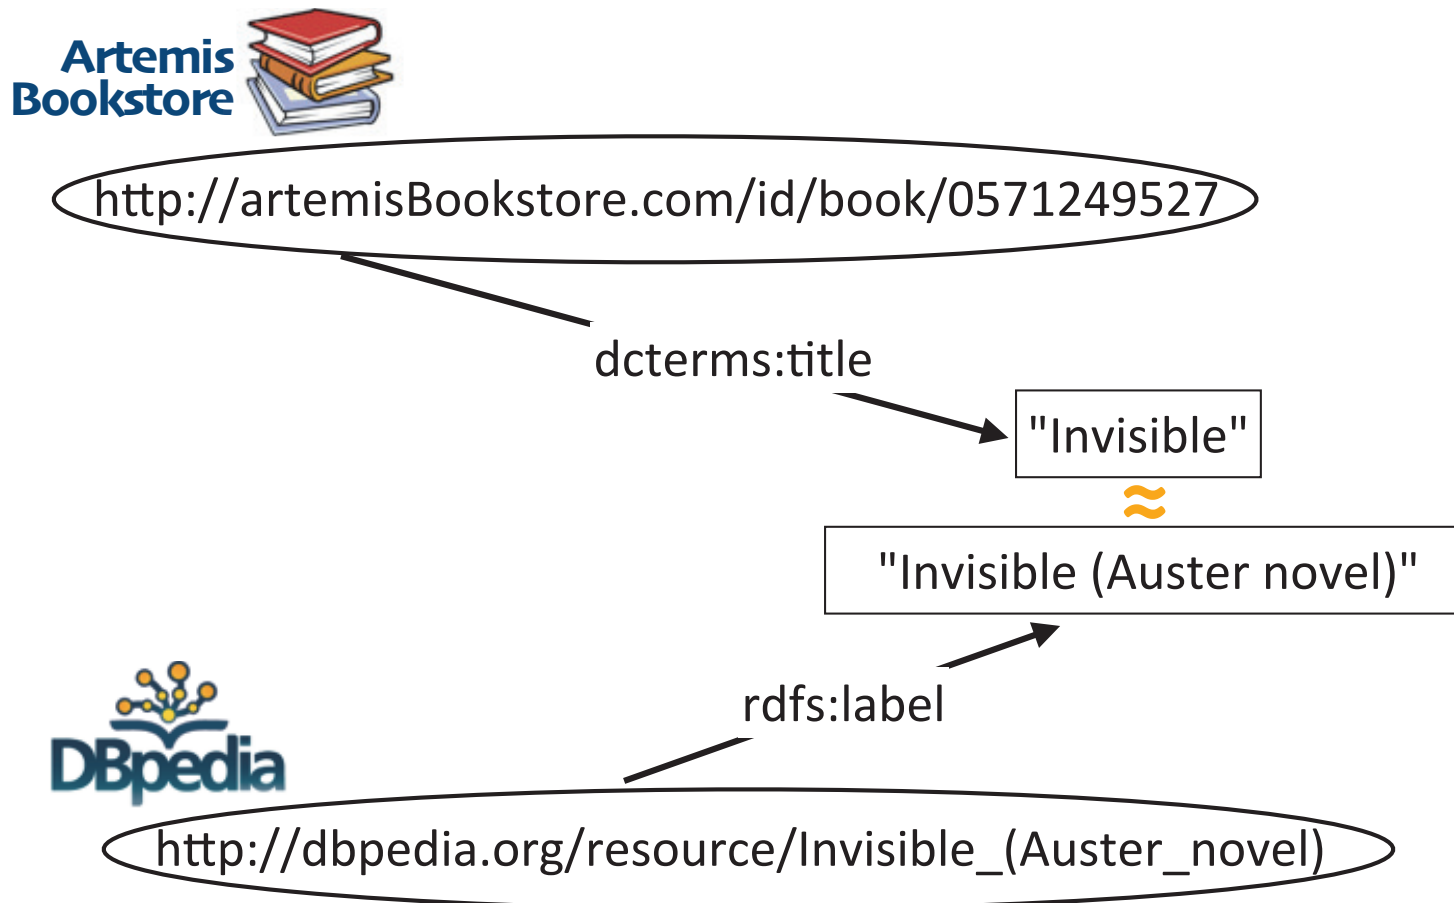 Artemis
Bookstore
http://artemisBookstore.com/id/book/0571249527
dcterms:title
"Invisible"
≈
"Invisible (Auster novel)"
rdfs:label
DBpedia
http://dbpedia.org/resource/Invisible_(Auster_novel)